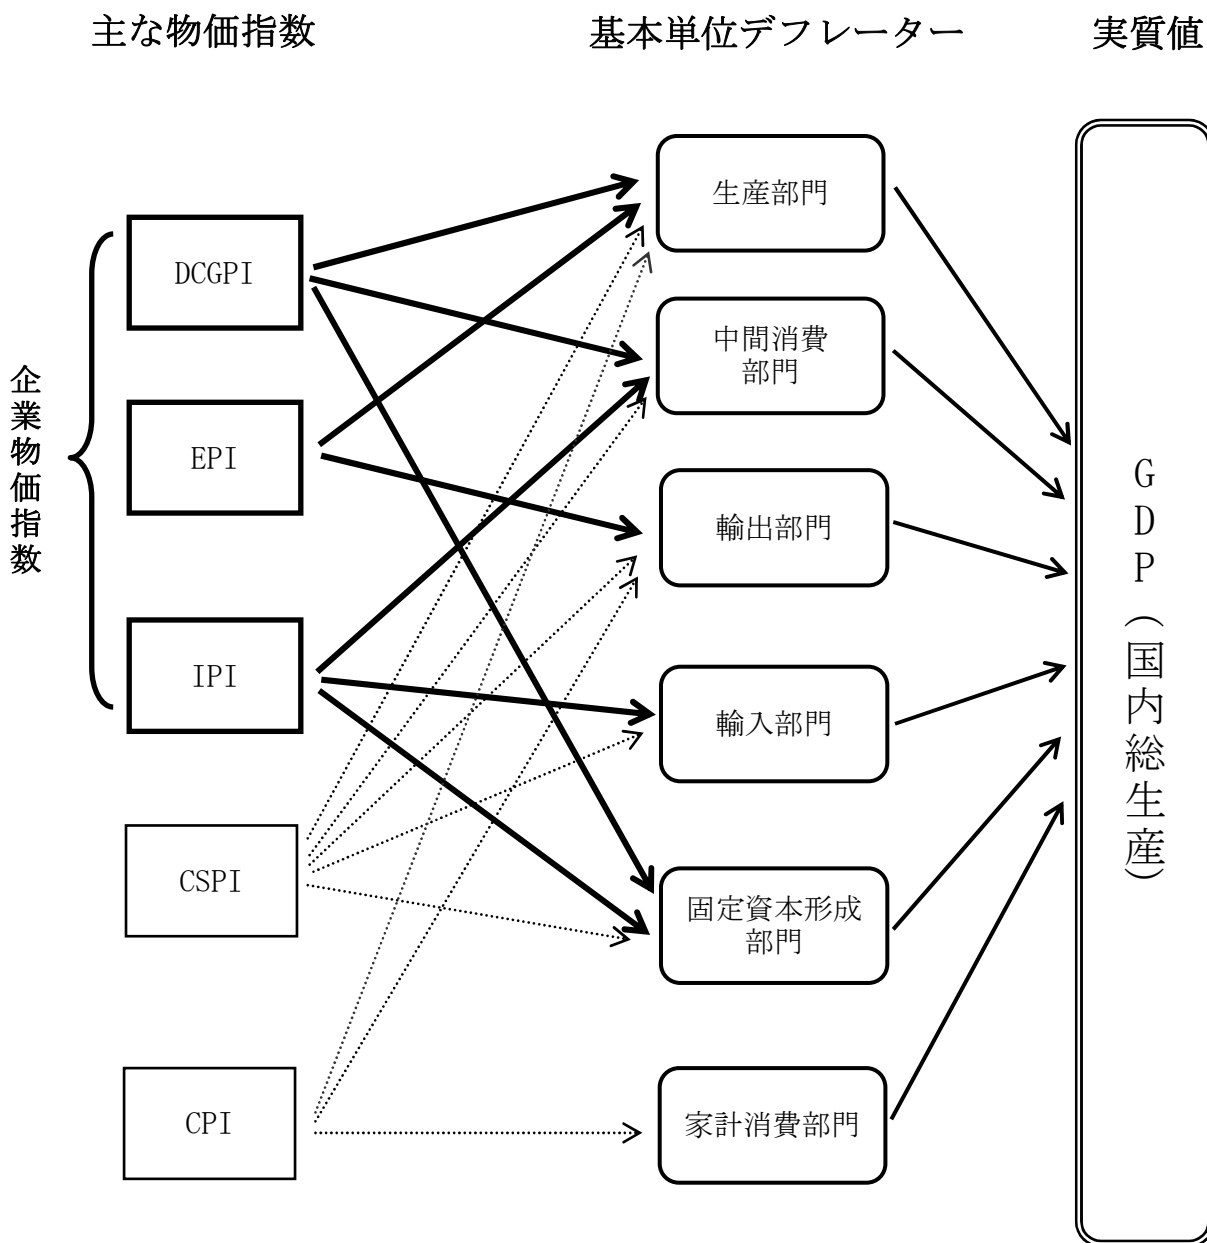 主な物価指数
基本単位デフレーター
実質値
企業物価指数
DCGPI
EPI
IPI
CSPI
CPI
生産部門
中間消費
部門
輸出部門
輸入部門
固定資本形成
部門
家計消費部門
GDP(国内総生産)